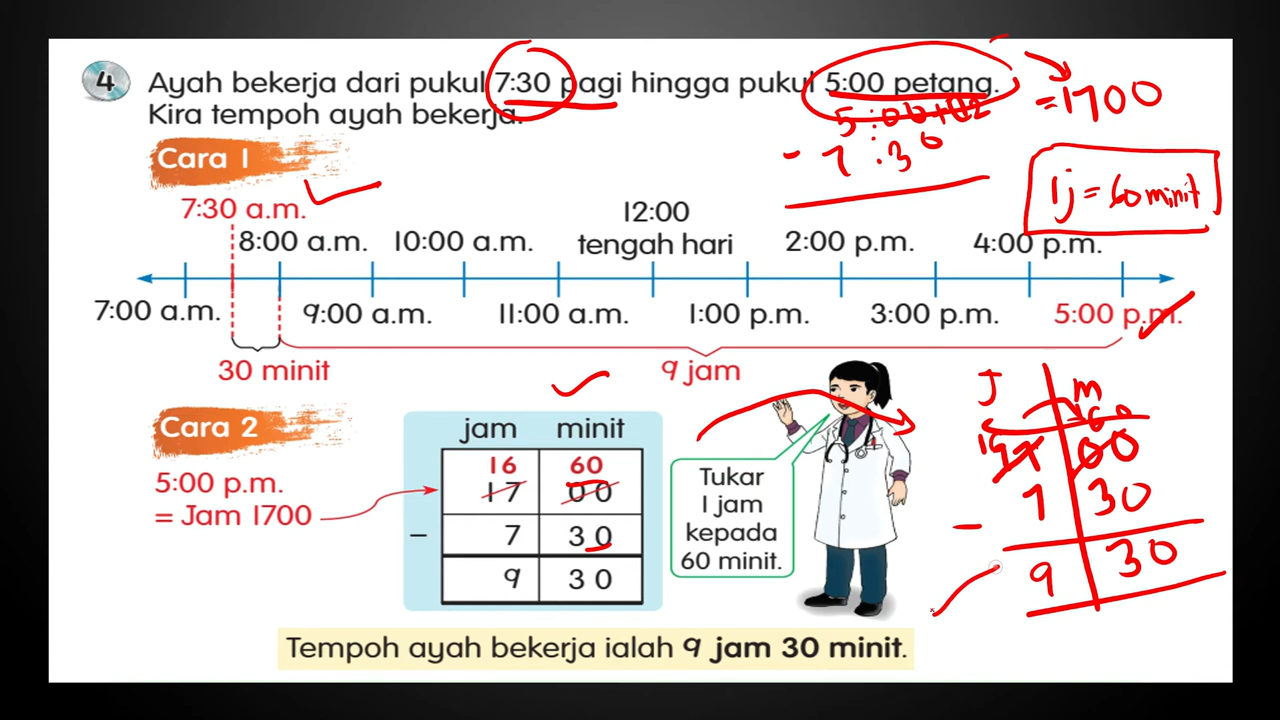 4 Ayah bekerja dari pukul 7:30 pagi hingga pukul 5:00 petang.
Kira tempoh ayah bekerja.
= 1700
5:00
- 7:30
1j = 60 minit
Cara 1
7:30 a.m.
12:00
tengah hari
8:00 a.m. 10:00 a.m. 2:00 p.m. 4:00 p.m.
7:00 a.m. 9:00 a.m. 11:00 a.m. 1:00 p.m. 3:00 p.m. 5:00 p.m.
30 minit 9 jam
Cara 2
5:00 p.m.
= Jam 1700
jam minit
16 60
17 00
- 7 30
9 30
Tukar
1 jam
kepada
60 minit.
J m
60
00
- 7 30
9 30
Tempoh ayah bekerja ialah 9 jam 30 minit.